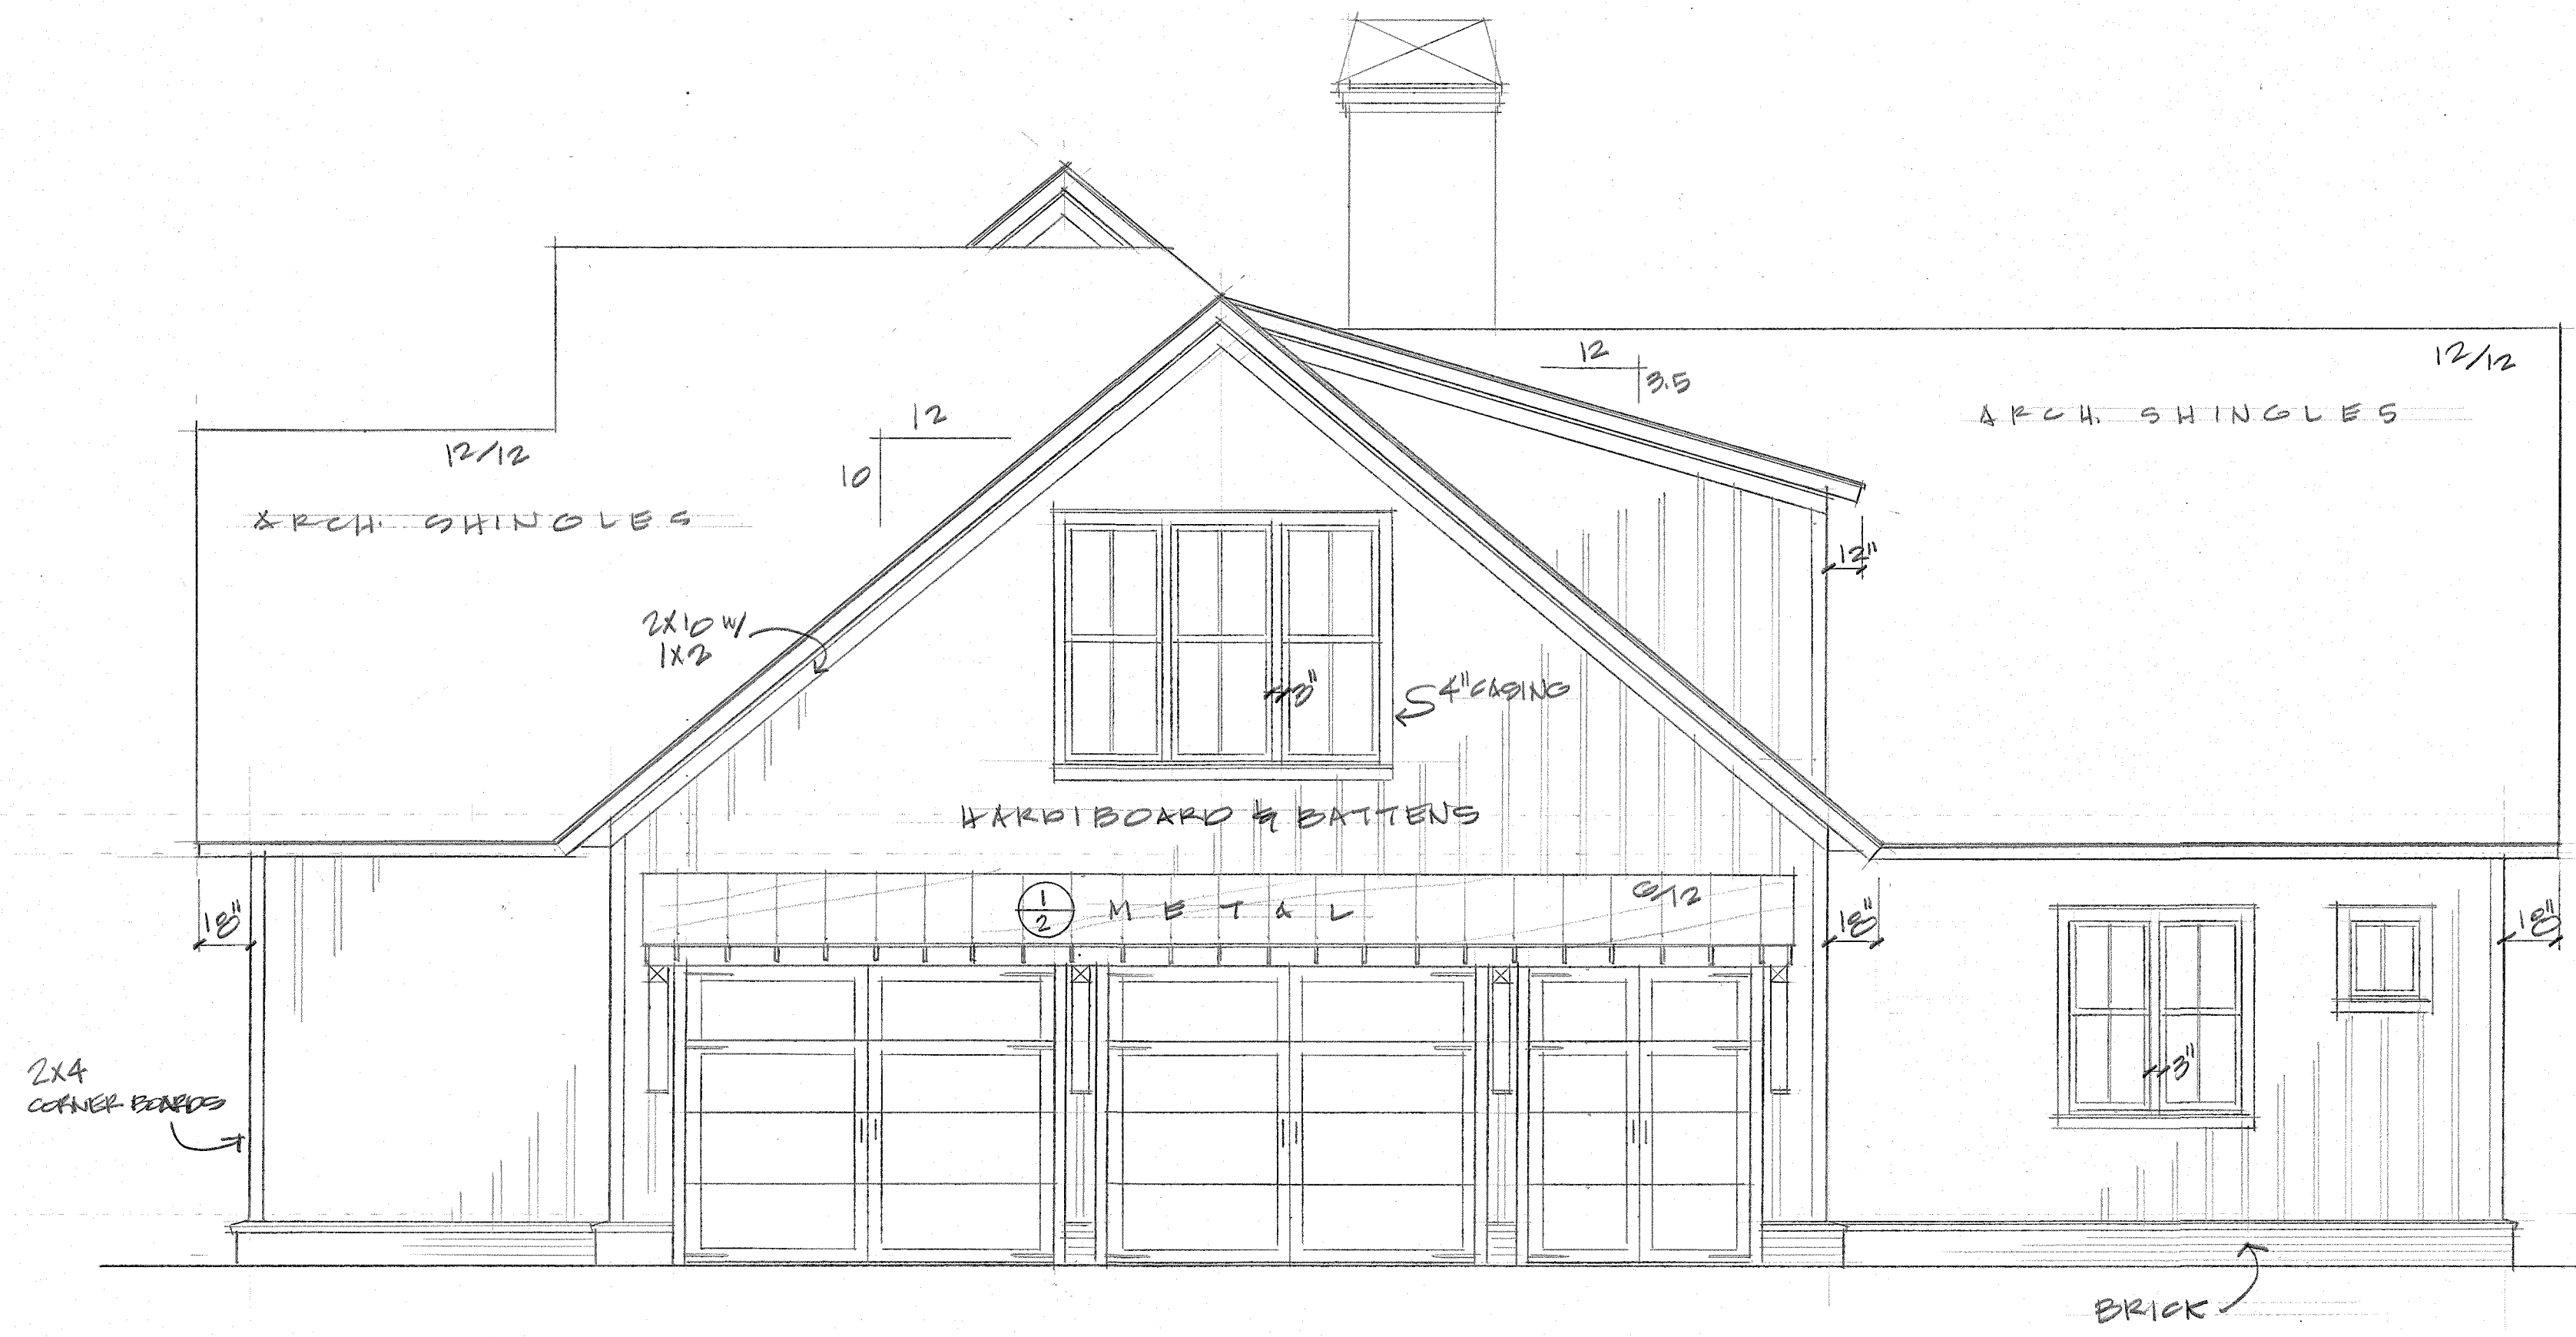 12
3.5
12/12
ARCH. SHINGLES
12
10
12/12
ARCH. SHINGLES
12"
2X10 W/
1X2
3"
4" CASING
HARDIBOARD & BATTENS
1
2
METAL
6/12
18"
18"
18"
3"
2X4
CORNER BOARDS
BRICK